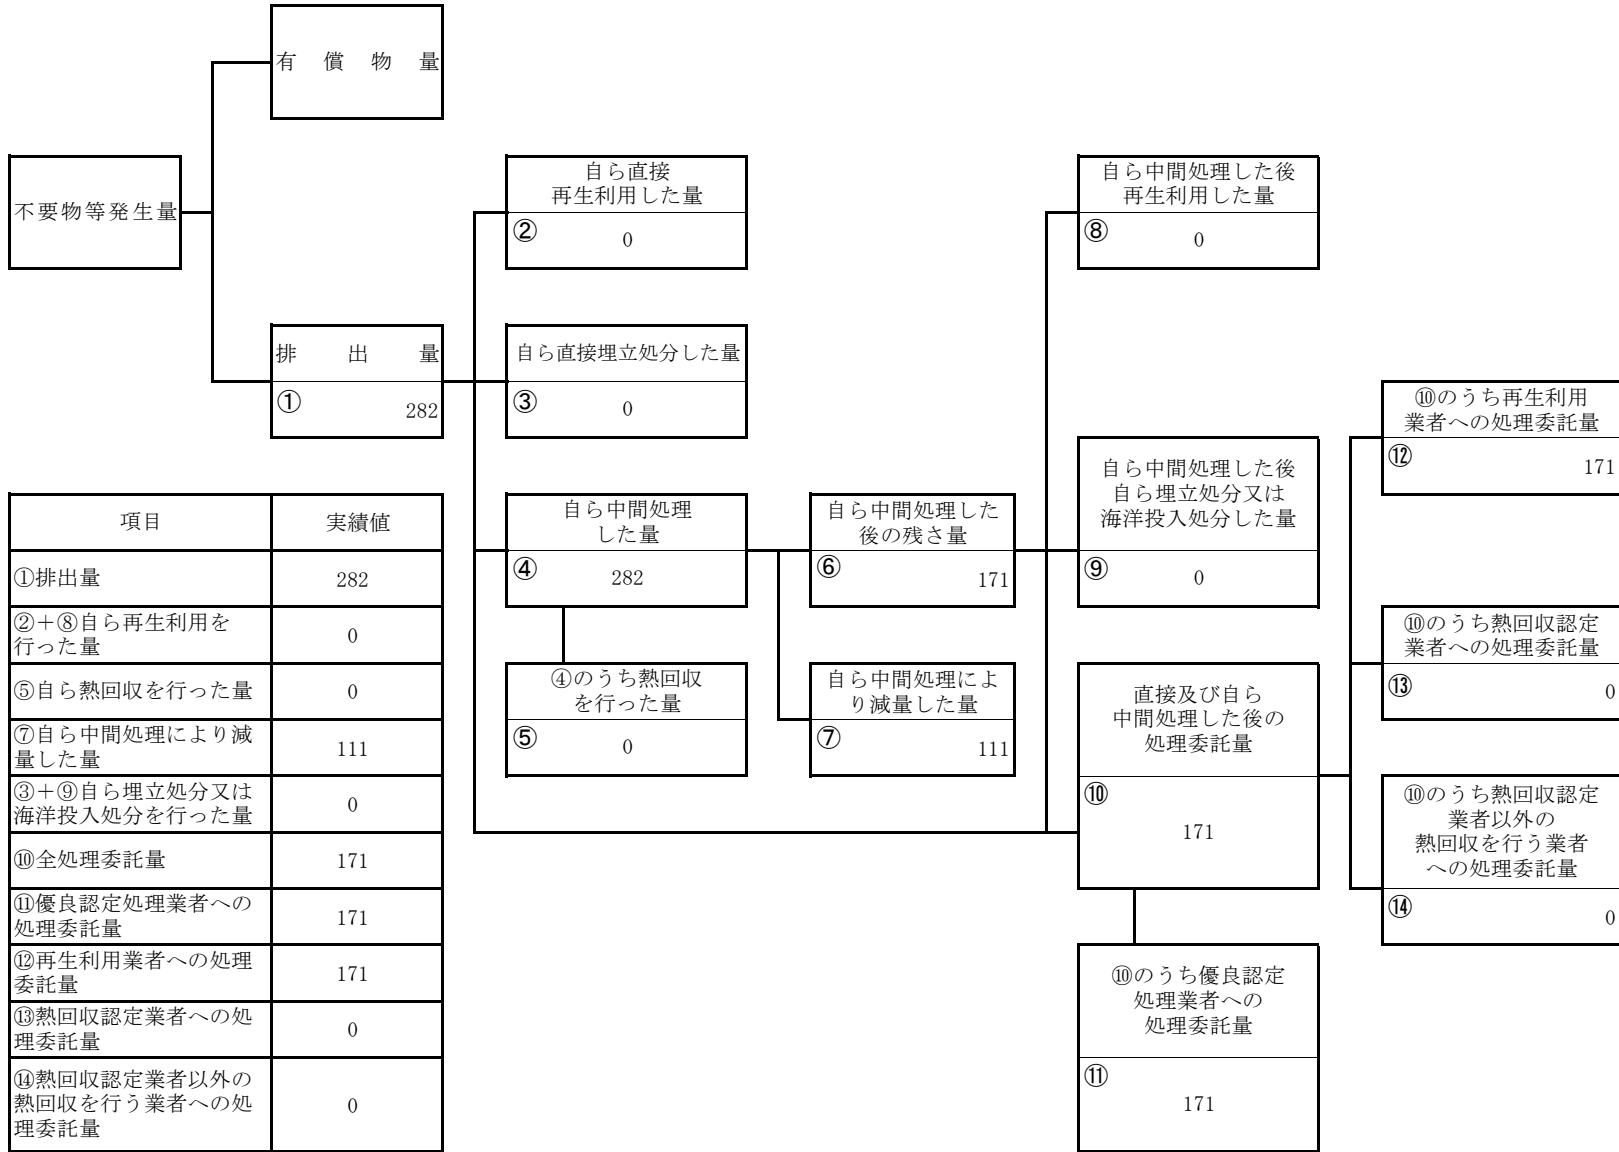 有償物量
不要物等発生量
自ら直接
再生利用した量
② 0
自ら中間処理した後
再生利用した量
⑧ 0
排出量
① 282
自ら直接埋立処分した量
③ 0
自ら中間処理
した量
④ 282
自ら中間処理した
後の残さ量
⑥ 171
自ら中間処理した後
自ら埋立処分又は
海洋投入処分した量
⑨ 0
⑩のうち再生利用
業者への処理委託量
⑫ 171
④のうち熱回収
を行った量
⑤ 0
自ら中間処理によ
り減量した量
⑦ 111
直接及び自ら
中間処理した後の
処理委託量
⑩
171
⑩のうち熱回収認定
業者への処理委託量
⑬ 0
⑩のうち熱回収認定
業者以外の
熱回収を行う業者
への処理委託量
⑭ 0
⑩のうち優良認定
処理業者への
処理委託量
⑪
171
項目 実績値
①排出量 282
②+⑧自ら再生利用を
行った量 0
⑤自ら熱回収を行った量 0
⑦自ら中間処理により減
量した量 111
③+⑨自ら埋立処分又は
海洋投入処分を行った量 0
⑩全処理委託量 171
⑪優良認定処理業者への
処理委託量 171
⑫再生利用業者への処理
委託量 171
⑬熱回収認定業者への処
理委託量 0
⑭熱回収認定業者以外の
熱回収を行う業者への処
理委託量 0